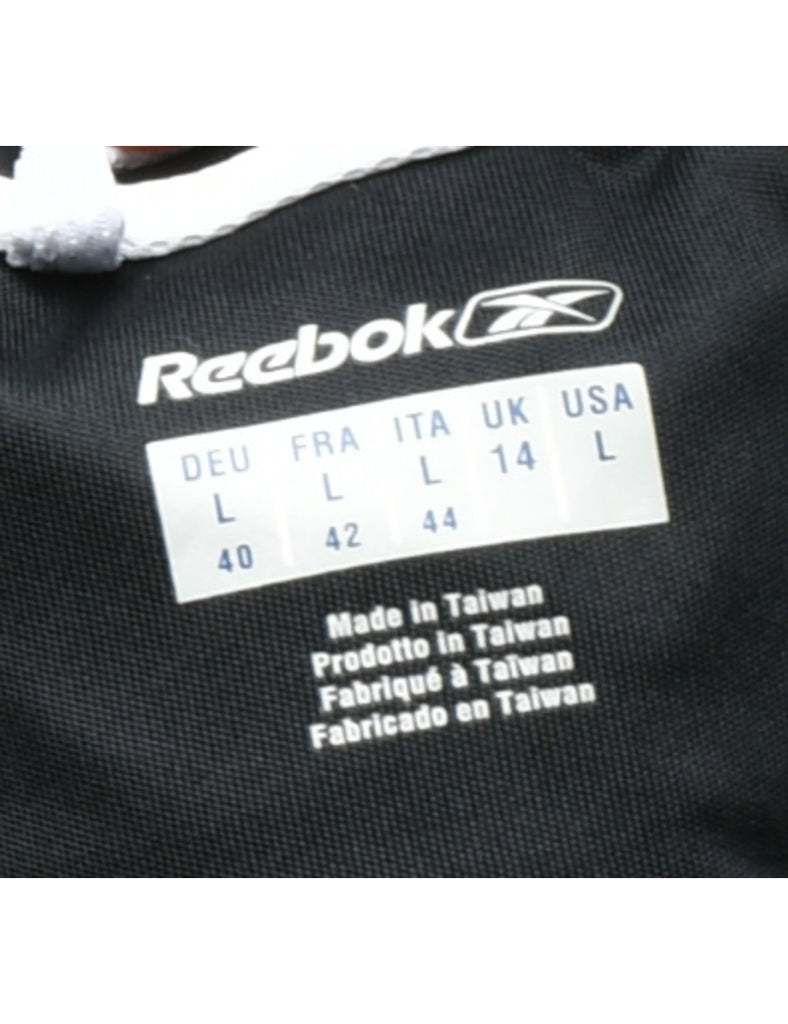 Reebok
DEU FRA ITA UK USA
L L L 14 L
40 42 44
Made in Taiwan
Prodotto in Taiwan
Fabriqué à Taïwan
Fabricado en Taiwan